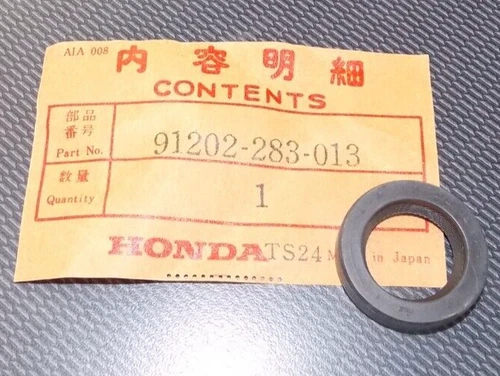 AIA 008
内容明細
CONTENTS
部品
番号
Part No.
91202-283-013
数量
Quantity
1
HONDA TS24 M in Japan